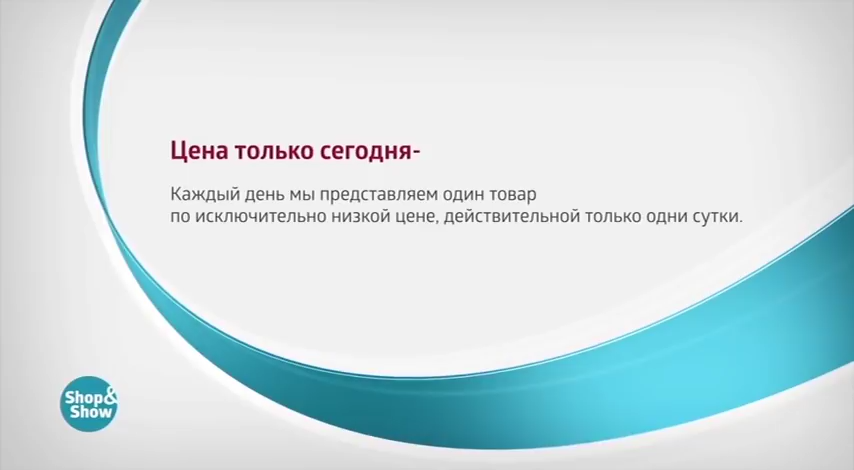 Цена только сегодня-
Каждый день мы представляем один товар
по исключительно низкой цене, действительной только одни сутки.
Shop&
Show